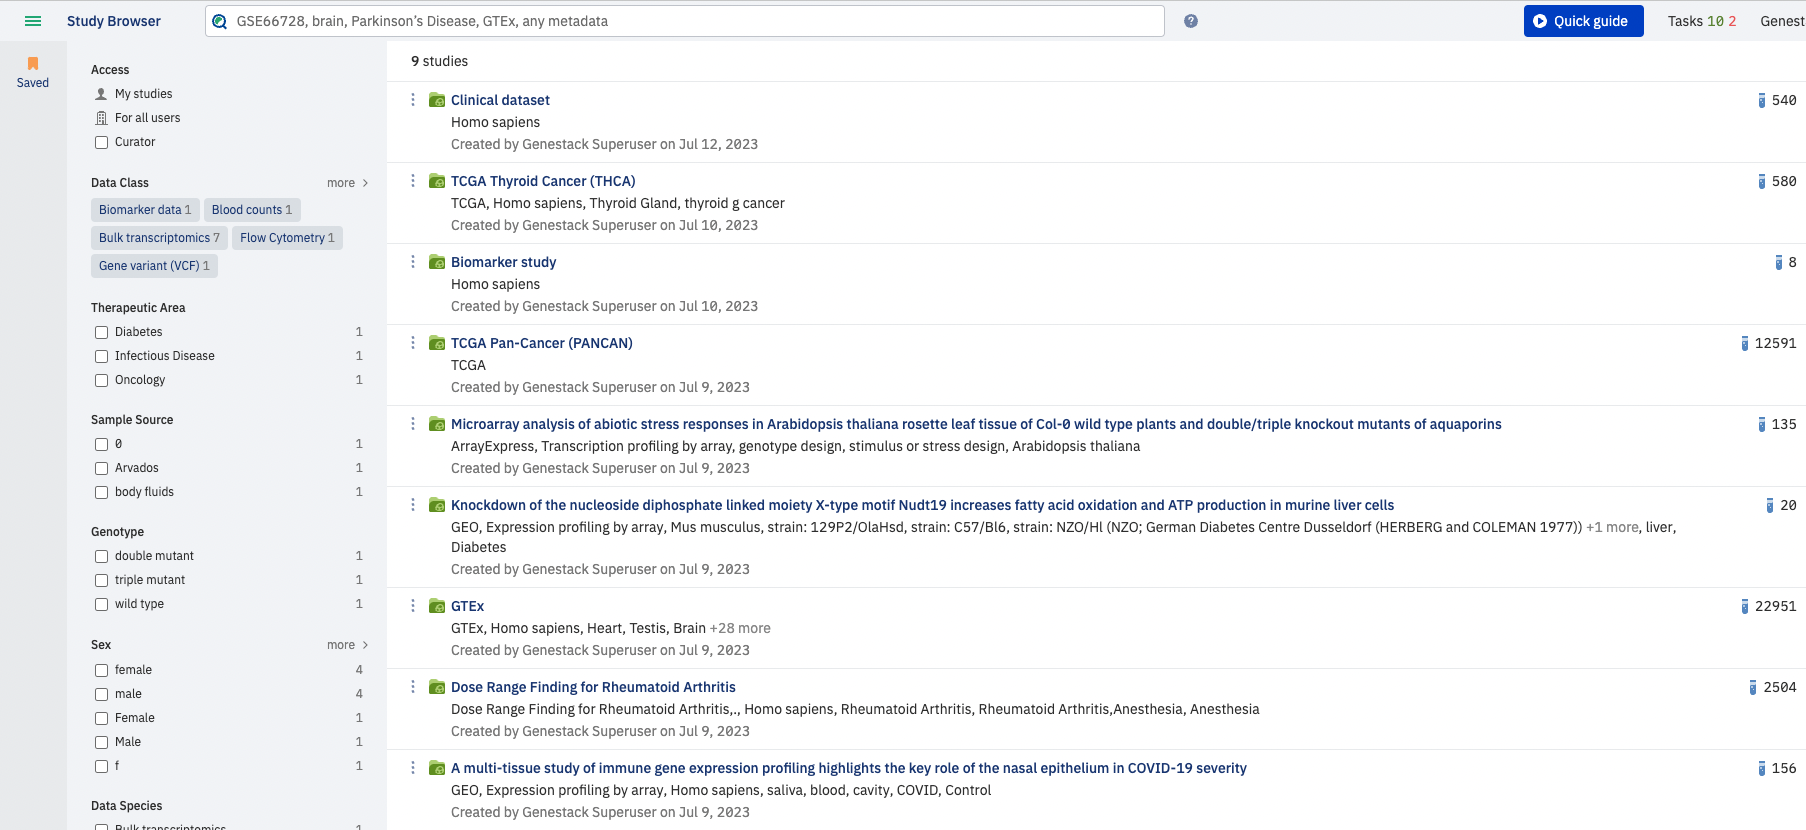 Study Browser
GSE66728, brain, Parkinson's Disease, GTEx, any metadata
?
Quick guide
Tasks 10 2
Genest
Saved
Access
My studies
For all users
Curator
Data Class more >
Biomarker data 1 Blood counts 1
Bulk transcriptomics 7 Flow Cytometry 1
Gene variant (VCF) 1
Therapeutic Area
Diabetes 1
Infectious Disease 1
Oncology 1
Sample Source
0 1
Arvados 1
body fluids 1
Genotype
double mutant 1
triple mutant 1
wild type 1
Sex more >
female 4
male 4
Female 1
Male 1
f 1
Data Species
Bulk transcriptomics 1
9 studies
Clinical dataset 540
Homo sapiens
Created by Genestack Superuser on Jul 12, 2023
TCGA Thyroid Cancer (THCA) 580
TCGA, Homo sapiens, Thyroid Gland, thyroid g cancer
Created by Genestack Superuser on Jul 10, 2023
Biomarker study 8
Homo sapiens
Created by Genestack Superuser on Jul 10, 2023
TCGA Pan-Cancer (PANCAN) 12591
TCGA
Created by Genestack Superuser on Jul 9, 2023
Microarray analysis of abiotic stress responses in Arabidopsis thaliana rosette leaf tissue of Col-0 wild type plants and double/triple knockout mutants of aquaporins 135
ArrayExpress, Transcription profiling by array, genotype design, stimulus or stress design, Arabidopsis thaliana
Created by Genestack Superuser on Jul 9, 2023
Knockdown of the nucleoside diphosphate linked moiety X-type motif Nudt19 increases fatty acid oxidation and ATP production in murine liver cells 20
GEO, Expression profiling by array, Mus musculus, strain: 129P2/OlaHsd, strain: C57/Bl6, strain: NZO/Hl (NZO; German Diabetes Centre Dusseldorf (HERBERG and COLEMAN 1977)) +1 more, liver,
Diabetes
Created by Genestack Superuser on Jul 9, 2023
GTEx 22951
GTEx, Homo sapiens, Heart, Testis, Brain +28 more
Created by Genestack Superuser on Jul 9, 2023
Dose Range Finding for Rheumatoid Arthritis 2504
Dose Range Finding for Rheumatoid Arthritis,., Homo sapiens, Rheumatoid Arthritis, Rheumatoid Arthritis,Anesthesia, Anesthesia
Created by Genestack Superuser on Jul 9, 2023
A multi-tissue study of immune gene expression profiling highlights the key role of the nasal epithelium in COVID-19 severity 156
GEO, Expression profiling by array, Homo sapiens, saliva, blood, cavity, COVID, Control
Created by Genestack Superuser on Jul 9, 2023